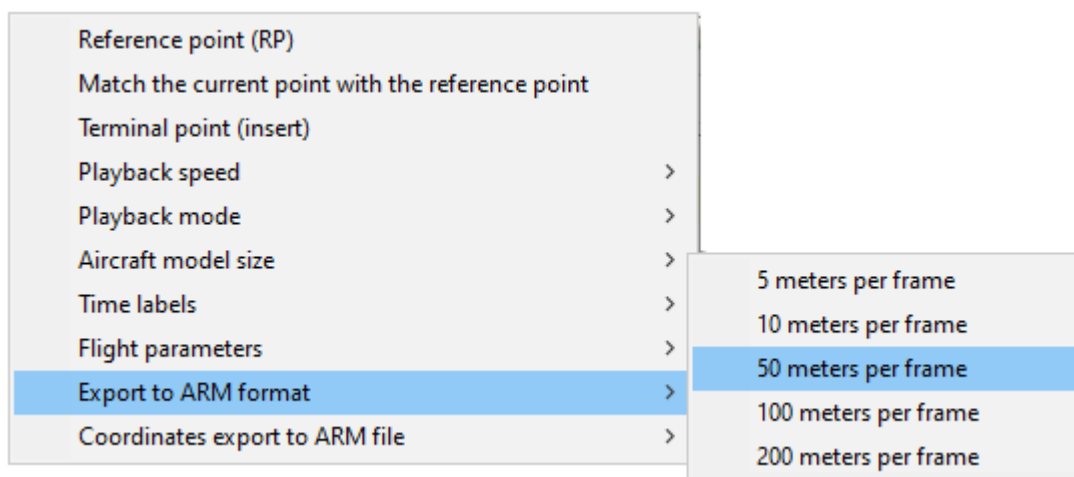 Reference point (RP)
Match the current point with the reference point
Terminal point (insert)
Playback speed
Playback mode
Aircraft model size
Time labels
Flight parameters
Export to ARM format
Coordinates export to ARM file
5 meters per frame
10 meters per frame
50 meters per frame
100 meters per frame
200 meters per frame